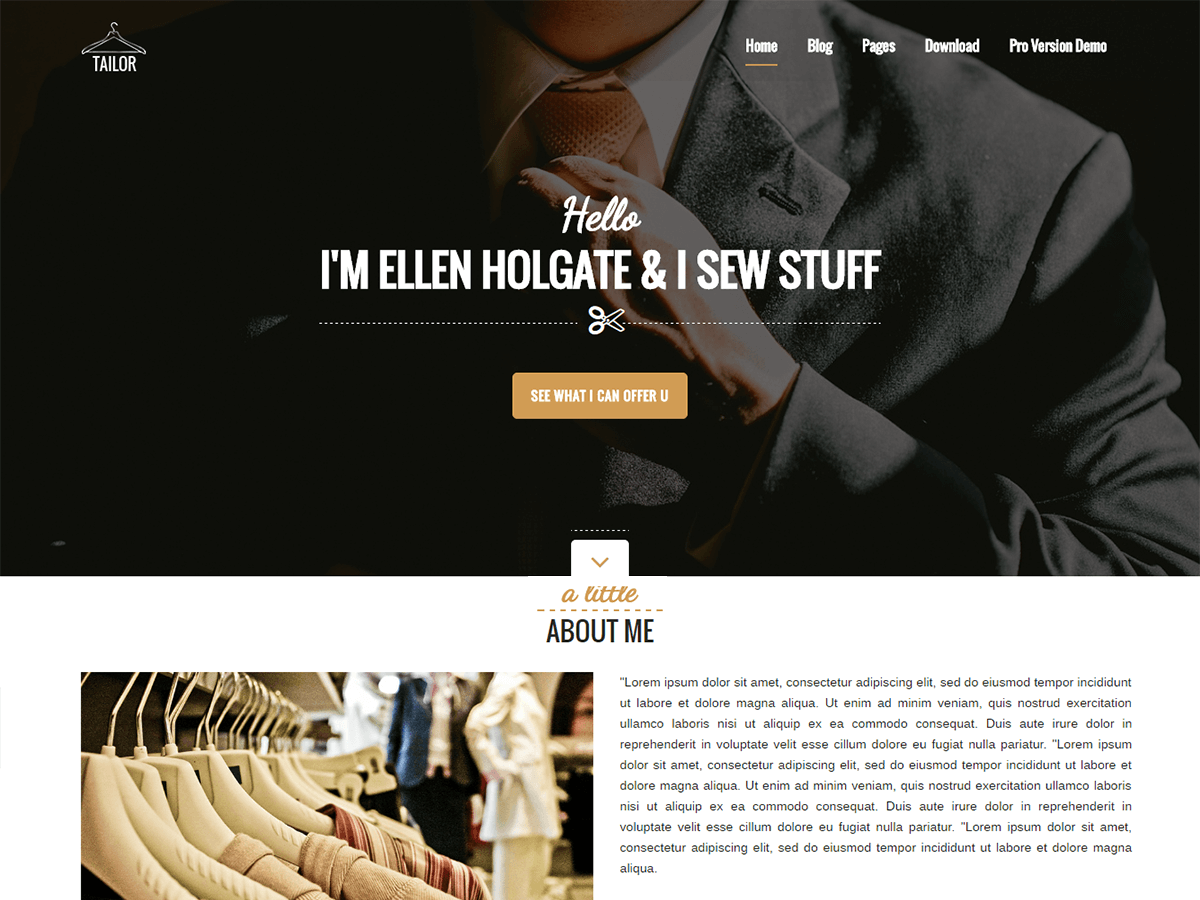 TAILOR
Home Blog Pages Download Pro Version Demo
Hello
I'M ELLEN HOLGATE & I SEW STUFF
SEE WHAT I CAN OFFER U
a little
ABOUT ME
"Lorem ipsum dolor sit amet, consectetur adipiscing elit, sed do eiusmod tempor incididunt
ut labore et dolore magna aliqua. Ut enim ad minim veniam, quis nostrud exercitation
ullamco laboris nisi ut aliquip ex ea commodo consequat. Duis aute irure dolor in
reprehenderit in voluptate velit esse cillum dolore eu fugiat nulla pariatur. "Lorem ipsum
dolor sit amet, consectetur adipiscing elit, sed do eiusmod tempor incididunt ut labore et
dolore magna aliqua. Ut enim ad minim veniam, quis nostrud exercitation ullamco laboris
nisi ut aliquip ex ea commodo consequat. Duis aute irure dolor in reprehenderit in
voluptate velit esse cillum dolore eu fugiat nulla pariatur. "Lorem ipsum dolor sit amet,
consectetur adipiscing elit, sed do eiusmod tempor incididunt ut labore et dolore magna
aliqua.